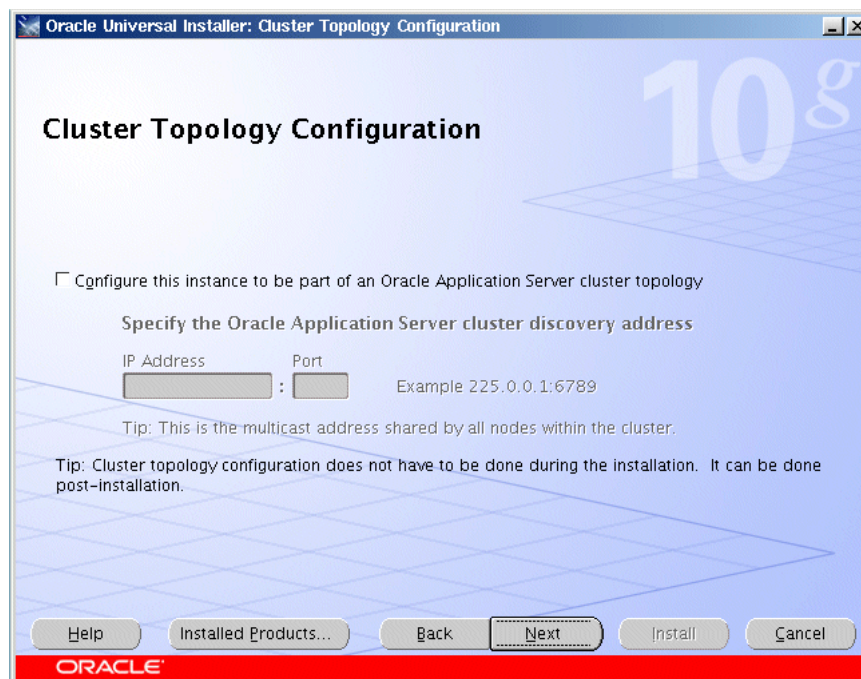 Oracle Universal Installer: Cluster Topology Configuration
10g
Cluster Topology Configuration
Configure this instance to be part of an Oracle Application Server cluster topology
Specify the Oracle Application Server cluster discovery address
IP Address Port
: Example 225.0.0.1:6789
Tip: This is the multicast address shared by all nodes within the cluster.
Tip: Cluster topology configuration does not have to be done during the installation. It can be done
post-installation.
Help Installed Products... Back Next Install Cancel
ORACLE